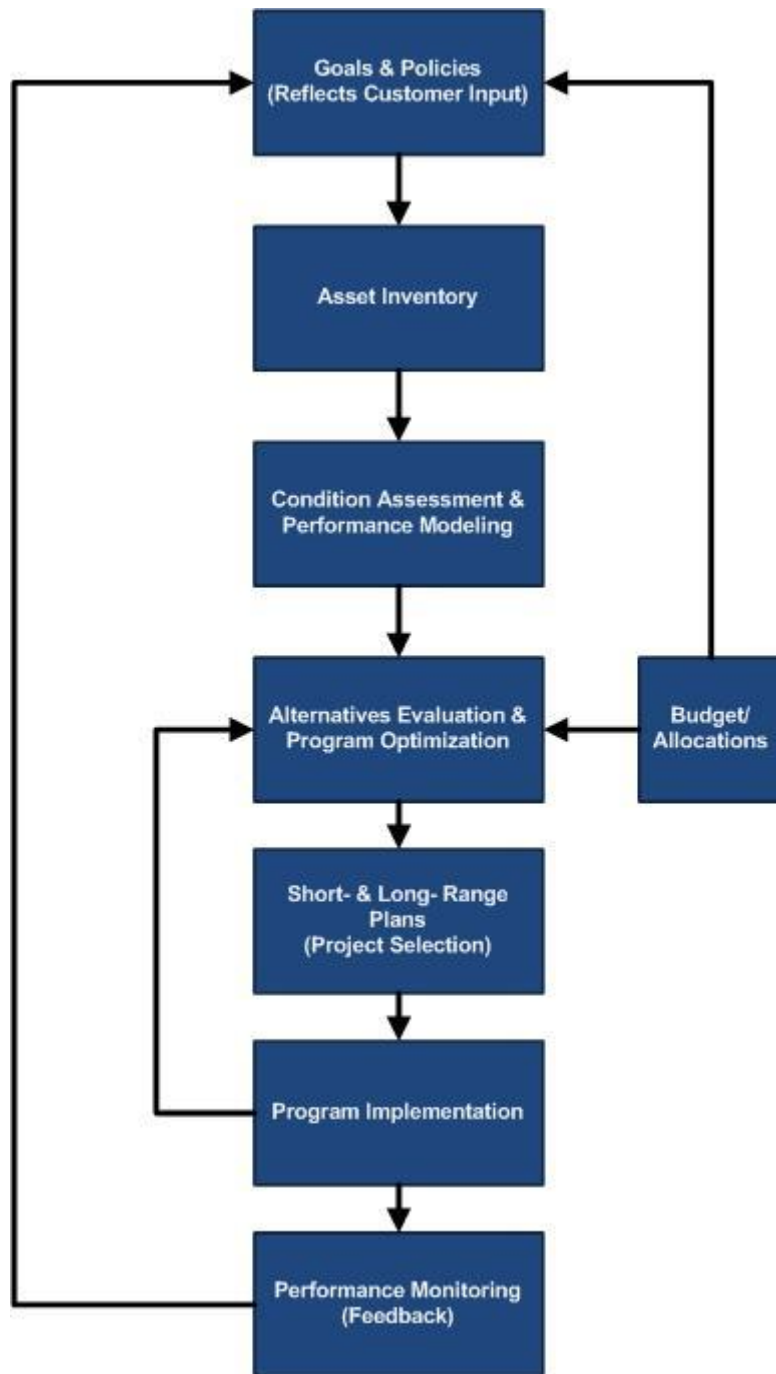 Goals & Policies
(Reflects Customer Input)
Asset Inventory
Condition Assessment &
Performance Modeling
Alternatives Evaluation &
Program Optimization
Budget/
Allocations
Short- & Long- Range
Plans
(Project Selection)
Program Implementation
Performance Monitoring
(Feedback)